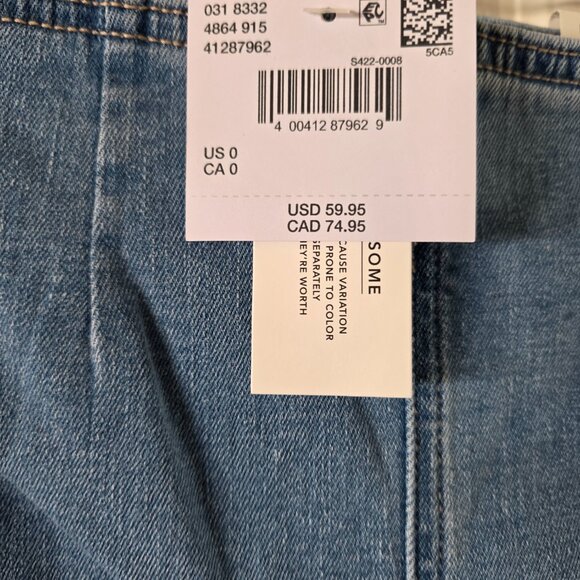 031 8332
4864 915
41287962
5CA5
S422-0008
4 00412 87962 9
US 0
CA 0
USD 59.95
CAD 74.95
SOME
CAUSE VARIATION
PRONE TO COLOR
SEPARATELY
HEY'RE WORTH